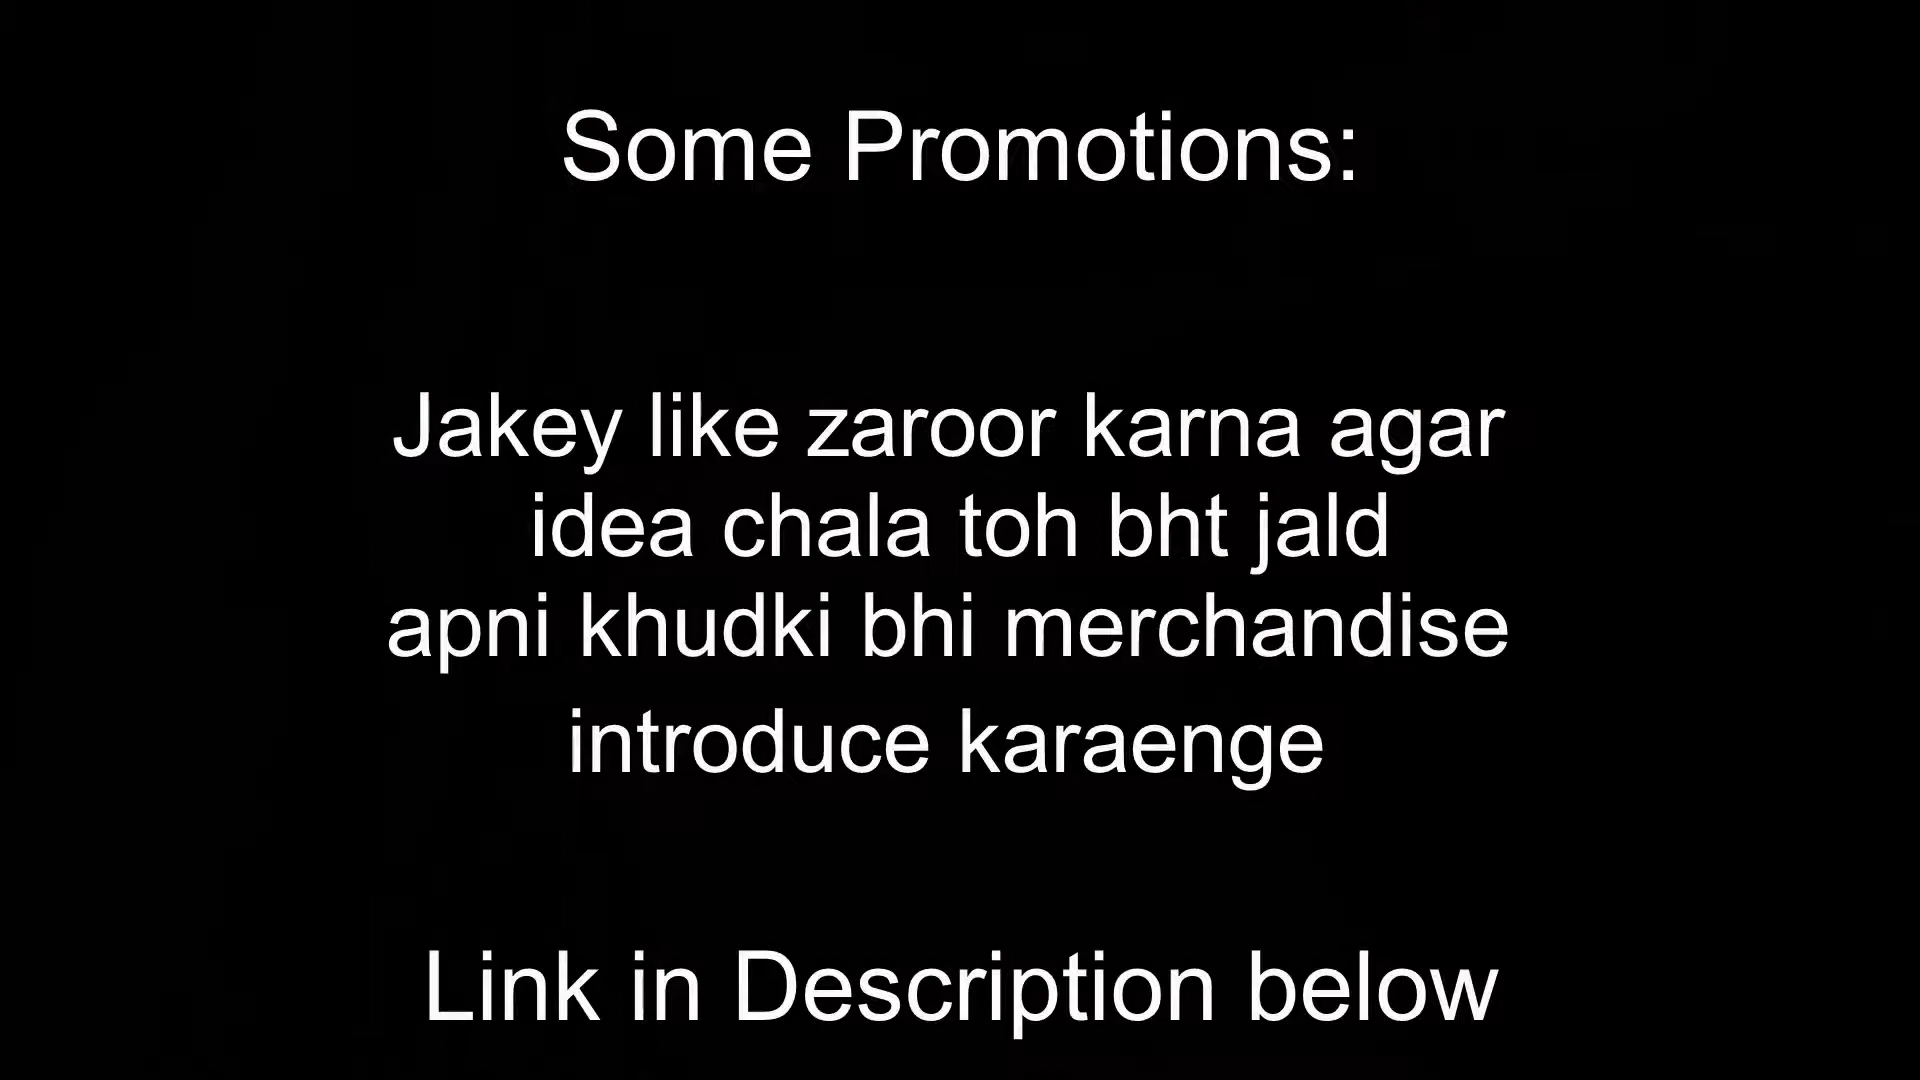 Some Promotions:
Jakey like zaroor karna agar
idea chala toh bht jald
apni khudki bhi merchandise
introduce karaenge
Link in Description below